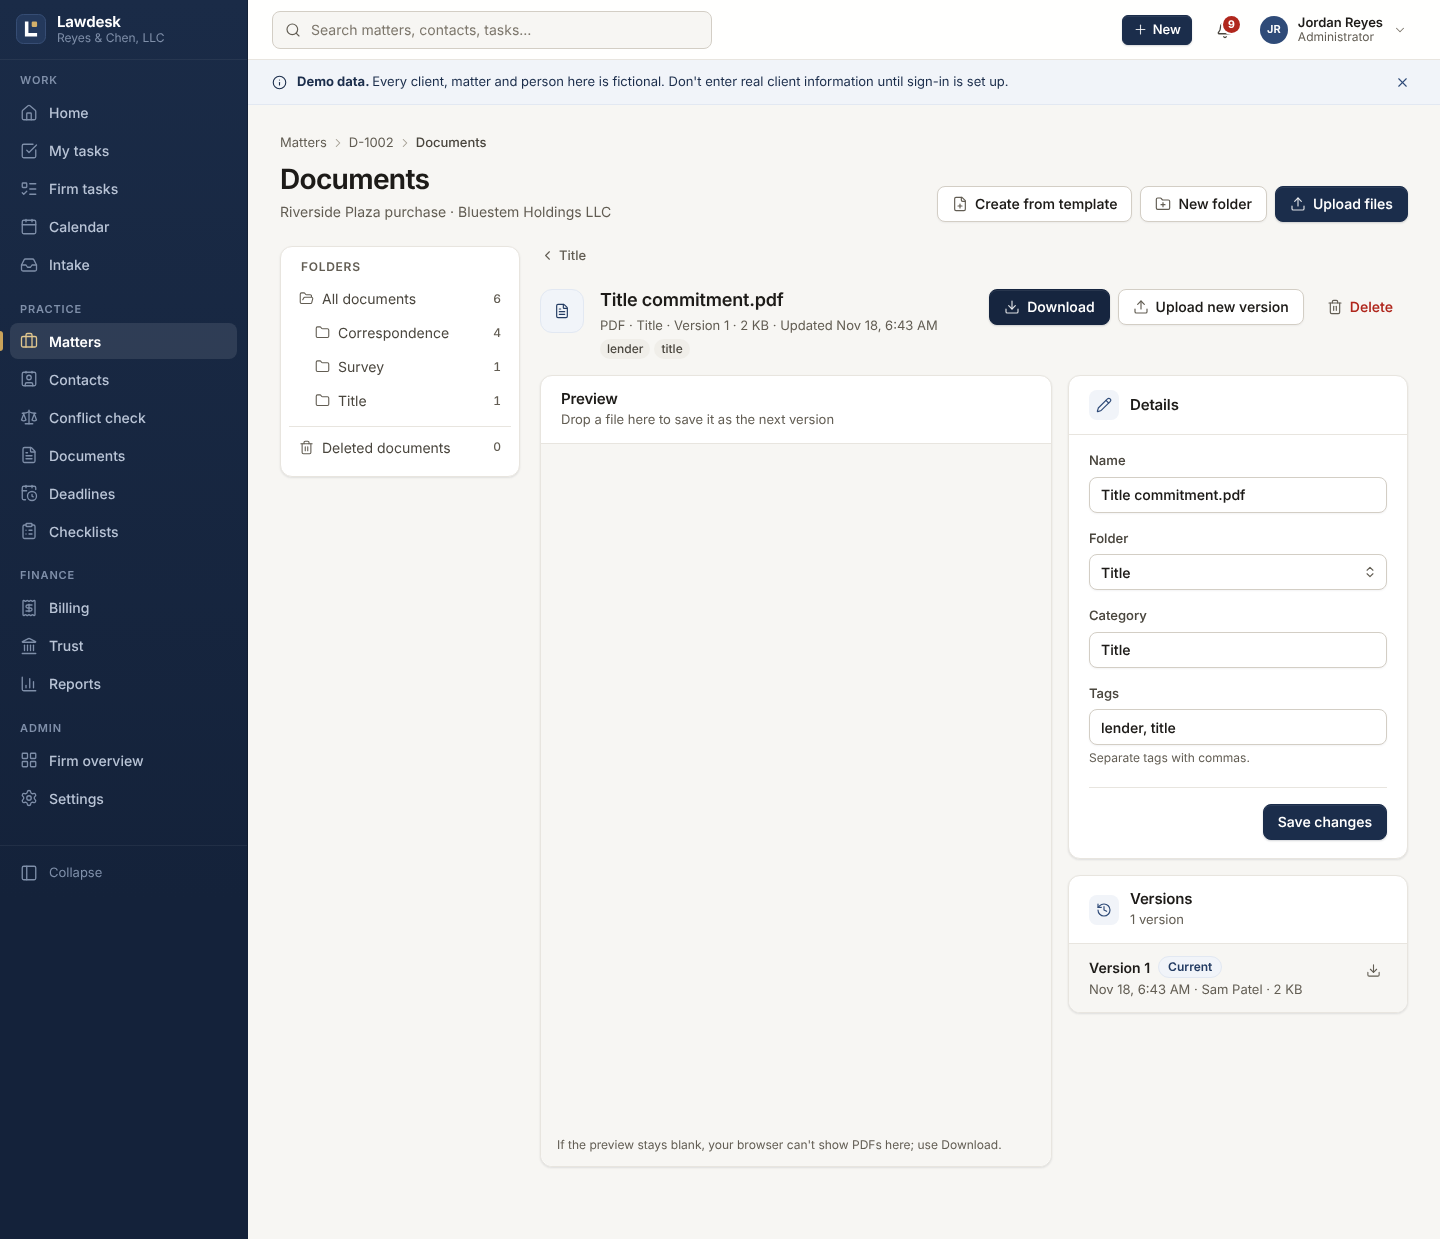 Lawdesk
Reyes & Chen, LLC
WORK
Home
My tasks
Firm tasks
Calendar
Intake
PRACTICE
Matters
Contacts
Conflict check
Documents
Deadlines
Checklists
FINANCE
Billing
Trust
Reports
ADMIN
Firm overview
Settings
Collapse
Search matters, contacts, tasks...
New
9
JR
Jordan Reyes
Administrator
Demo data. Every client, matter and person here is fictional. Don't enter real client information until sign-in is set up.
Matters > D-1002 > Documents
Documents
Riverside Plaza purchase · Bluestem Holdings LLC
Create from template
New folder
Upload files
FOLDERS
All documents 6
Correspondence 4
Survey 1
Title 1
Deleted documents 0
Title
Title commitment.pdf
PDF · Title · Version 1 · 2 KB · Updated Nov 18, 6:43 AM
lender title
Download
Upload new version
Delete
Preview
Drop a file here to save it as the next version
If the preview stays blank, your browser can't show PDFs here; use Download.
Details
Name
Title commitment.pdf
Folder
Title
Category
Title
Tags
lender, title
Separate tags with commas.
Save changes
Versions
1 version
Version 1 Current
Nov 18, 6:43 AM · Sam Patel · 2 KB